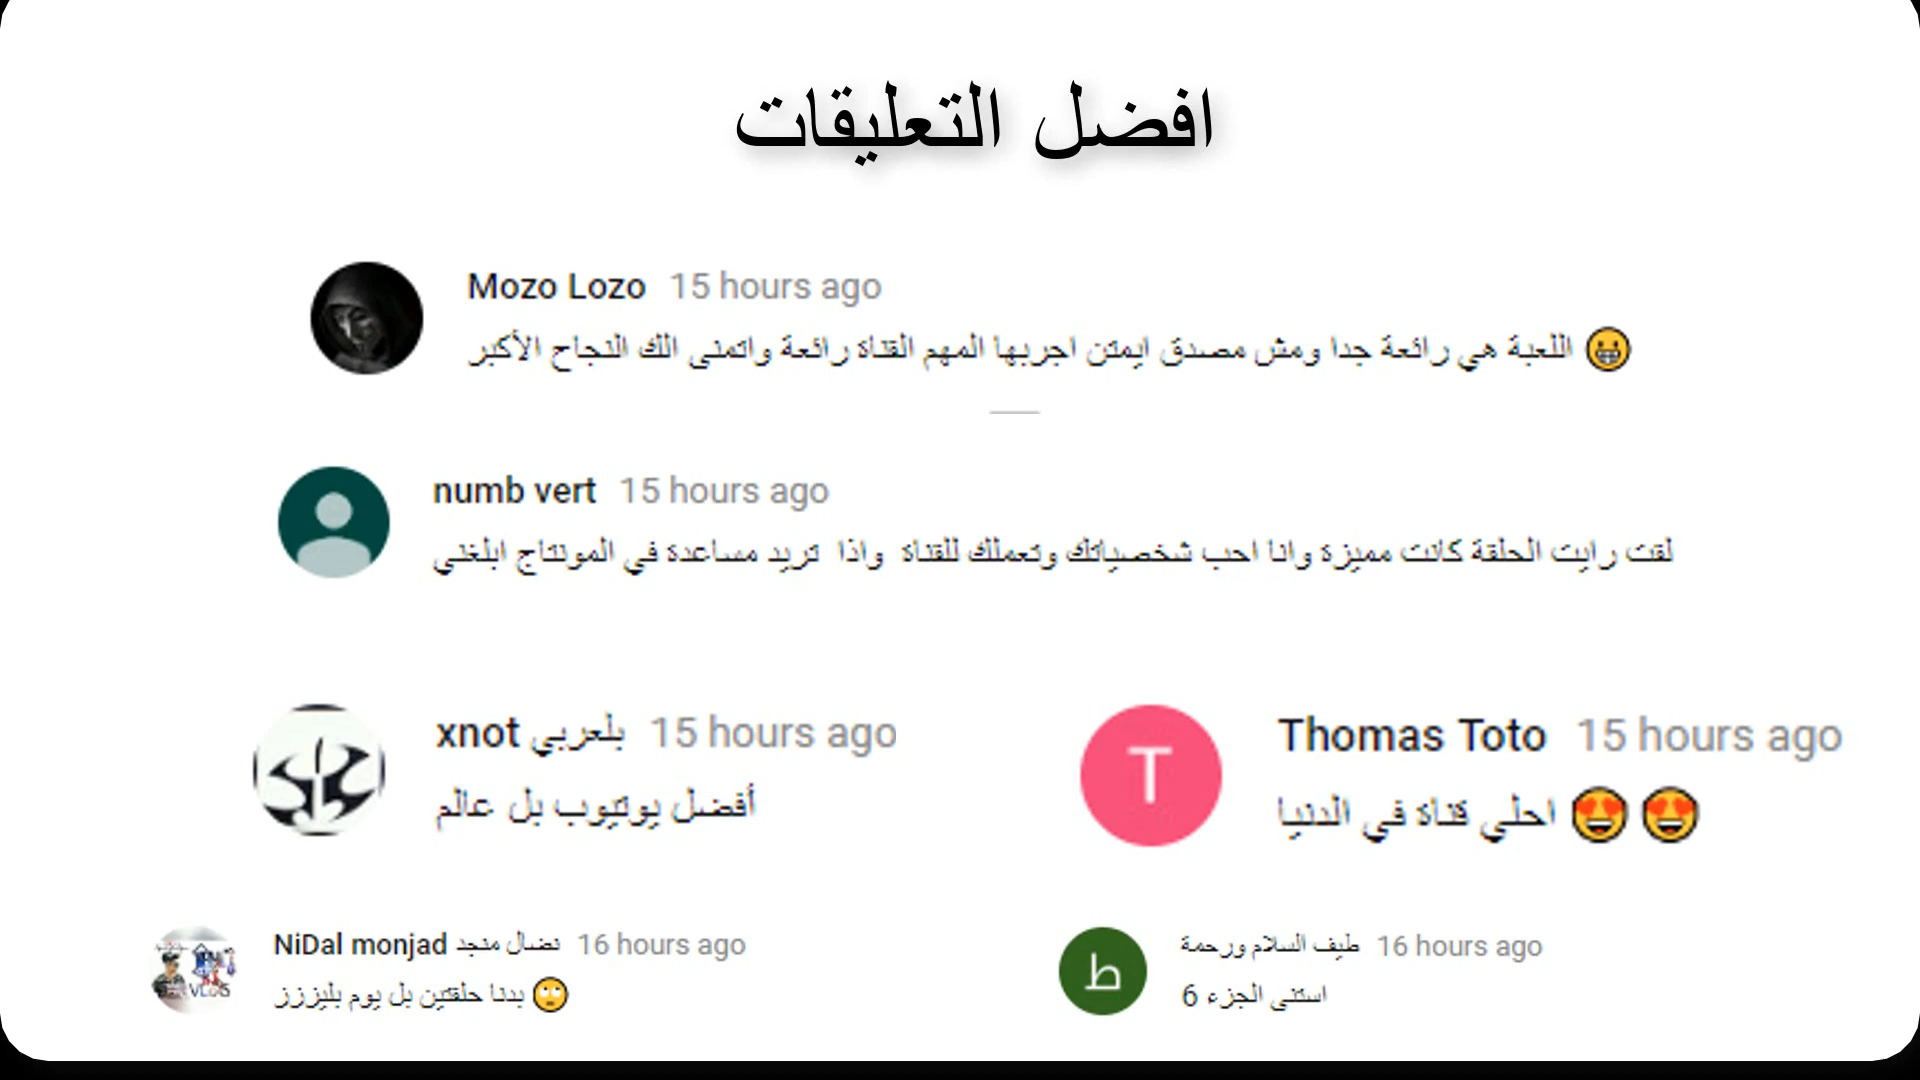 افضل التعليقات
Mozo Lozo 15 hours ago
اللعبة هي رائعة جدا ومش مصدق ايمتن اجربها المهم القناة رائعة واتمنى الك النجاح الأكبر 😁
numb vert 15 hours ago
لقت رايت الحلقة كانت مميزة وانا احب شخصياتك وتعملك للقناة واذا تريد مساعدة في المونتاج ابلغني
xnot بلعربي 15 hours ago
أفضل يوتيوب بل عالم
Thomas Toto 15 hours ago
T
احلي قناة في الدنيا 😍 😍
NiDal monjad نضال منجد 16 hours ago
بدنا حلقتين بل يوم بليززز 🙄
طيف السلام ورحمة 16 hours ago
ط
استنى الجزء 6